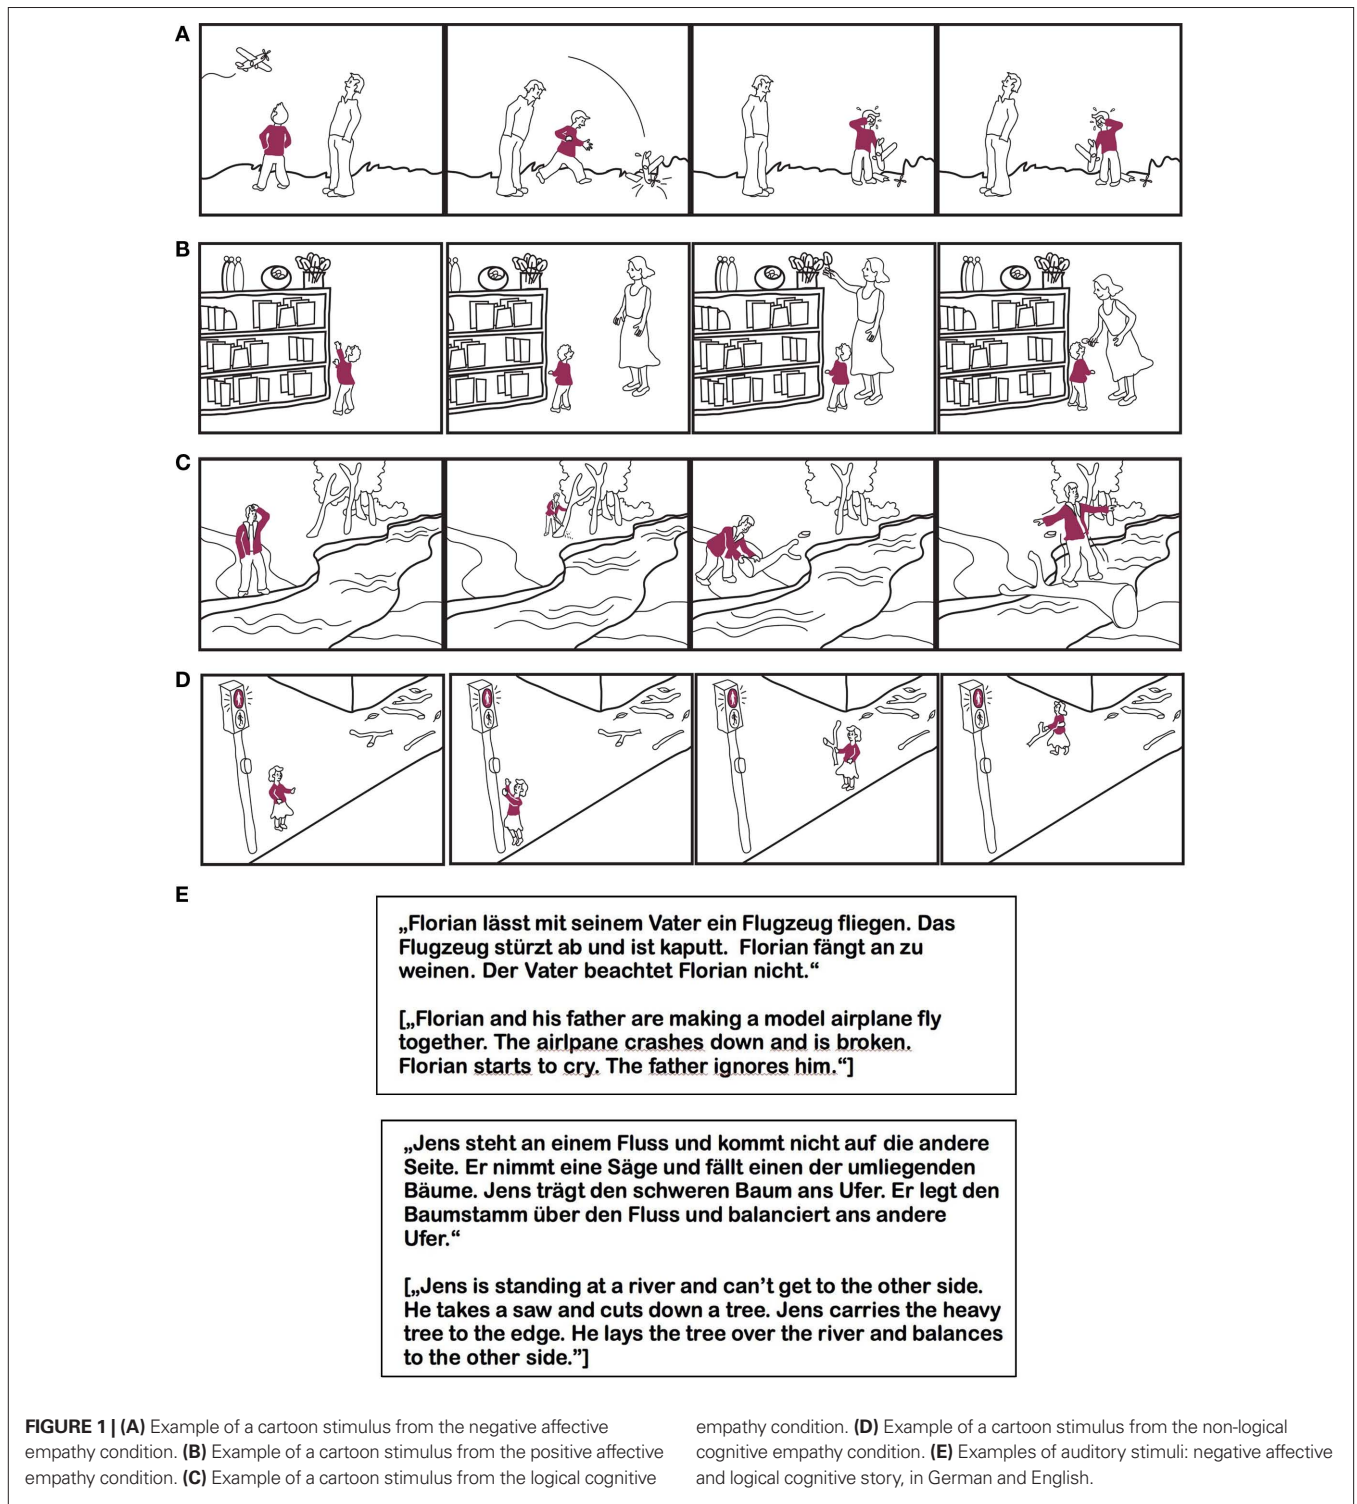 A
B
C
D
E
„Florian lässt mit seinem Vater ein Flugzeug fliegen. Das
Flugzeug stürzt ab und ist kaputt. Florian fängt an zu
weinen. Der Vater beachtet Florian nicht.“
[„Florian and his father are making a model airplane fly
together. The airlpane crashes down and is broken.
Florian starts to cry. The father ignores him.“]
„Jens steht an einem Fluss und kommt nicht auf die andere
Seite. Er nimmt eine Säge und fällt einen der umliegenden
Bäume. Jens trägt den schweren Baum ans Ufer. Er legt den
Baumstamm über den Fluss und balanciert ans andere
Ufer.“
[„Jens is standing at a river and can’t get to the other side.
He takes a saw and cuts down a tree. Jens carries the heavy
tree to the edge. He lays the tree over the river and balances
to the other side.”]
FIGURE 1 | (A) Example of a cartoon stimulus from the negative affective
empathy condition. (B) Example of a cartoon stimulus from the positive affective
empathy condition. (C) Example of a cartoon stimulus from the logical cognitive
empathy condition. (D) Example of a cartoon stimulus from the non-logical
cognitive empathy condition. (E) Examples of auditory stimuli: negative affective
and logical cognitive story, in German and English.